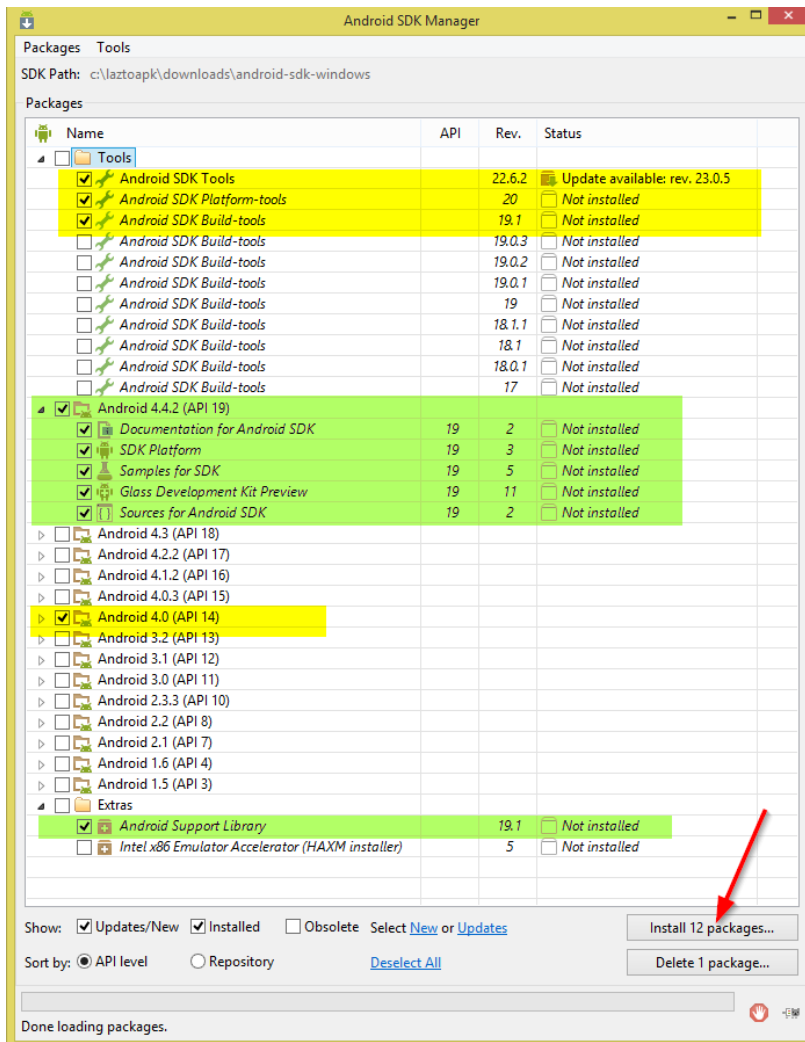 Android SDK Manager
Packages Tools
SDK Path: c:\laztoapk\downloads\android-sdk-windows
Packages
Name API Rev. Status
Tools
Android SDK Tools 22.6.2 Update available: rev. 23.0.5
Android SDK Platform-tools 20 Not installed
Android SDK Build-tools 19.1 Not installed
Android SDK Build-tools 19.0.3 Not installed
Android SDK Build-tools 19.0.2 Not installed
Android SDK Build-tools 19.0.1 Not installed
Android SDK Build-tools 19 Not installed
Android SDK Build-tools 18.1.1 Not installed
Android SDK Build-tools 18.1 Not installed
Android SDK Build-tools 18.0.1 Not installed
Android SDK Build-tools 17 Not installed
Android 4.4.2 (API 19)
Documentation for Android SDK 19 2 Not installed
SDK Platform 19 3 Not installed
Samples for SDK 19 5 Not installed
Glass Development Kit Preview 19 11 Not installed
Sources for Android SDK 19 2 Not installed
Android 4.3 (API 18)
Android 4.2.2 (API 17)
Android 4.1.2 (API 16)
Android 4.0.3 (API 15)
Android 4.0 (API 14)
Android 3.2 (API 13)
Android 3.1 (API 12)
Android 3.0 (API 11)
Android 2.3.3 (API 10)
Android 2.2 (API 8)
Android 2.1 (API 7)
Android 1.6 (API 4)
Android 1.5 (API 3)
Extras
Android Support Library 19.1 Not installed
Intel x86 Emulator Accelerator (HAXM installer) 5 Not installed
Show: Updates/New Installed Obsolete Select New or Updates Install 12 packages...
Sort by: API level Repository Deselect All Delete 1 package...
Done loading packages.